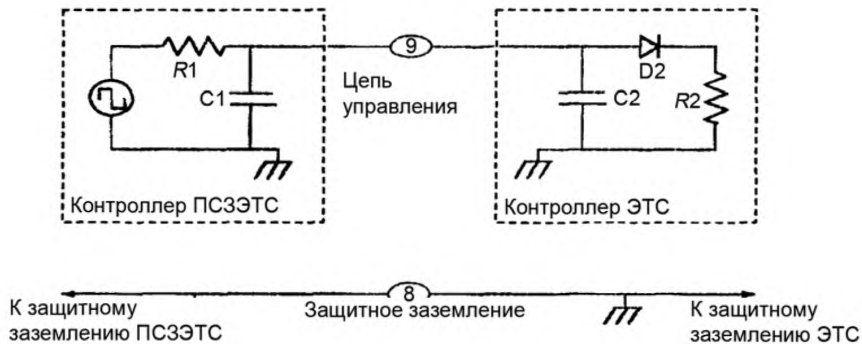 9
R1
D2
C1
Цепь
управления
C2
R2
Контроллер ПСЗЭТС
Контроллер ЭТС
8
К защитному
заземлению ПСЗЭТС
Защитное заземление
К защитному
заземлению ЭТС